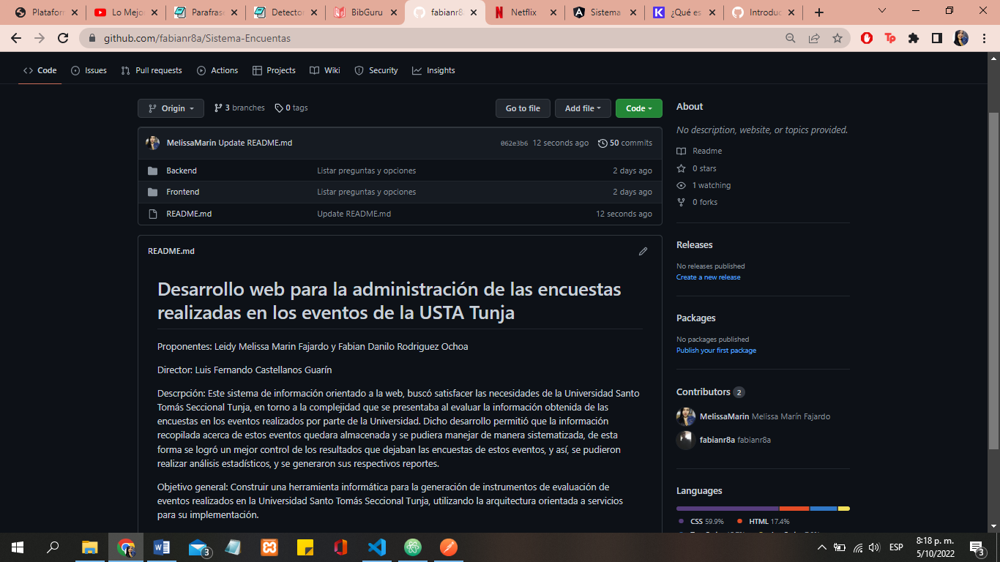 Platafor
Lo Mejo
Parafras
Detector
BibGuru
fabianr8
Netflix
Sistema
¿Qué es
Introduc
github.com/fabianr8a/Sistema-Encuentas
Code
Issues
Pull requests
Actions
Projects
Wiki
Security
Insights
Origin
3 branches
0 tags
Go to file
Add file
Code
MelissaMarin Update README.md
062e3b6 12 seconds ago
50 commits
Backend
Listar preguntas y opciones
2 days ago
Frontend
Listar preguntas y opciones
2 days ago
README.md
Update README.md
12 seconds ago
README.md
Desarrollo web para la administración de las encuestas
realizadas en los eventos de la USTA Tunja
Proponentes: Leidy Melissa Marin Fajardo y Fabian Danilo Rodriguez Ochoa
Director: Luis Fernando Castellanos Guarín
Descrpción: Este sistema de información orientado a la web, buscó satisfacer las necesidades de la Universidad Santo
Tomás Seccional Tunja, en torno a la complejidad que se presentaba al evaluar la información obtenida de las
encuestas en los eventos realizados por parte de la Universidad. Dicho desarrollo permitió que la información
recopilada acerca de estos eventos quedara almacenada y se pudiera manejar de manera sistematizada, de esta
forma se logró un mejor control de los resultados que dejaban las encuestas de estos eventos, y así, se pudieron
realizar análisis estadísticos, y se generaron sus respectivos reportes.
Objetivo general: Construir una herramienta informática para la generación de instrumentos de evaluación de
eventos realizados en la Universidad Santo Tomás Seccional Tunja, utilizando la arquitectura orientada a servicios
para su implementación.
About
No description, website, or topics provided.
Readme
0 stars
1 watching
0 forks
Releases
No releases published
Create a new release
Packages
No packages published
Publish your first package
Contributors 2
MelissaMarin Melissa Marín Fajardo
fabianr8a fabianr8a
Languages
CSS 59.9%
HTML 17.4%
3
ESP
8:18 p. m.
5/10/2022
3